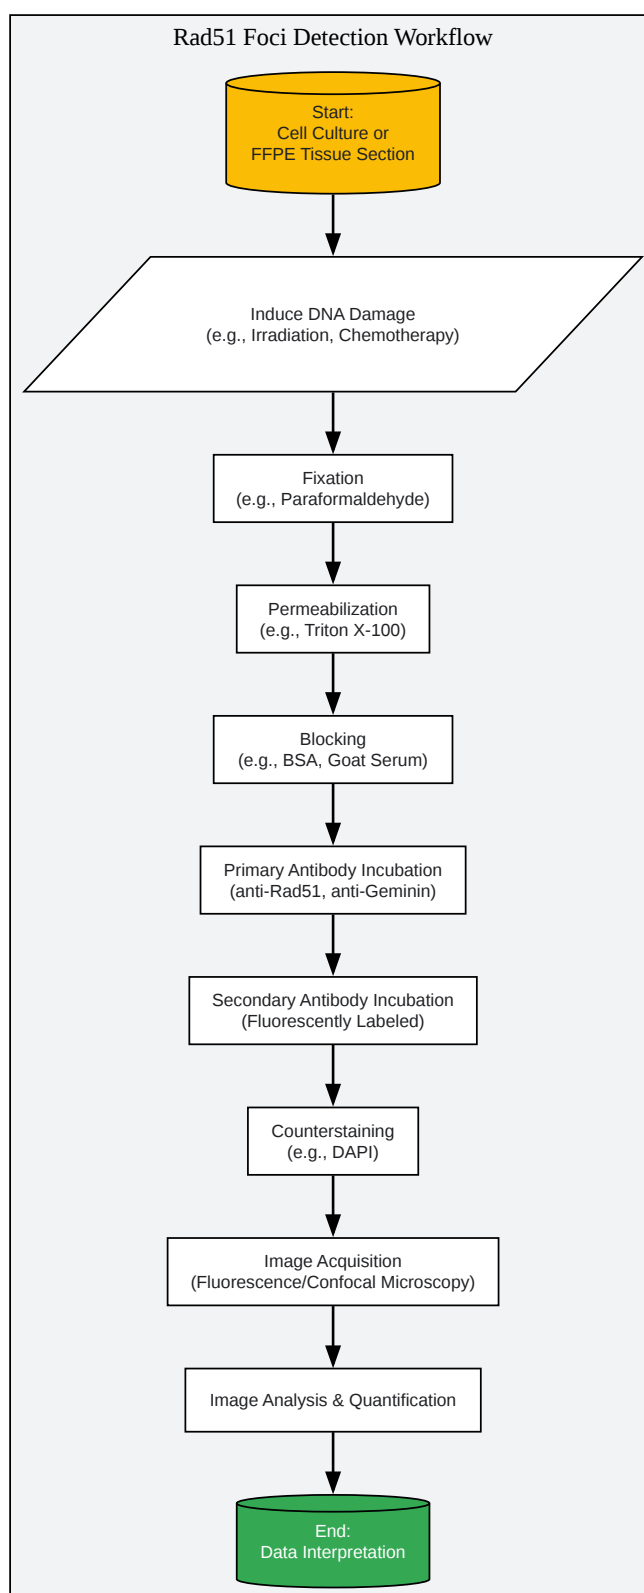 Rad51 Foci Detection Workflow
Start:
Cell Culture or
FFPE Tissue Section
Induce DNA Damage
(e.g., Irradiation, Chemotherapy)
Fixation
(e.g., Paraformaldehyde)
Permeabilization
(e.g., Triton X-100)
Blocking
(e.g., BSA, Goat Serum)
Primary Antibody Incubation
(anti-Rad51, anti-Geminin)
Secondary Antibody Incubation
(Fluorescently Labeled)
Counterstaining
(e.g., DAPI)
Image Acquisition
(Fluorescence/Confocal Microscopy)
Image Analysis & Quantification
End:
Data Interpretation